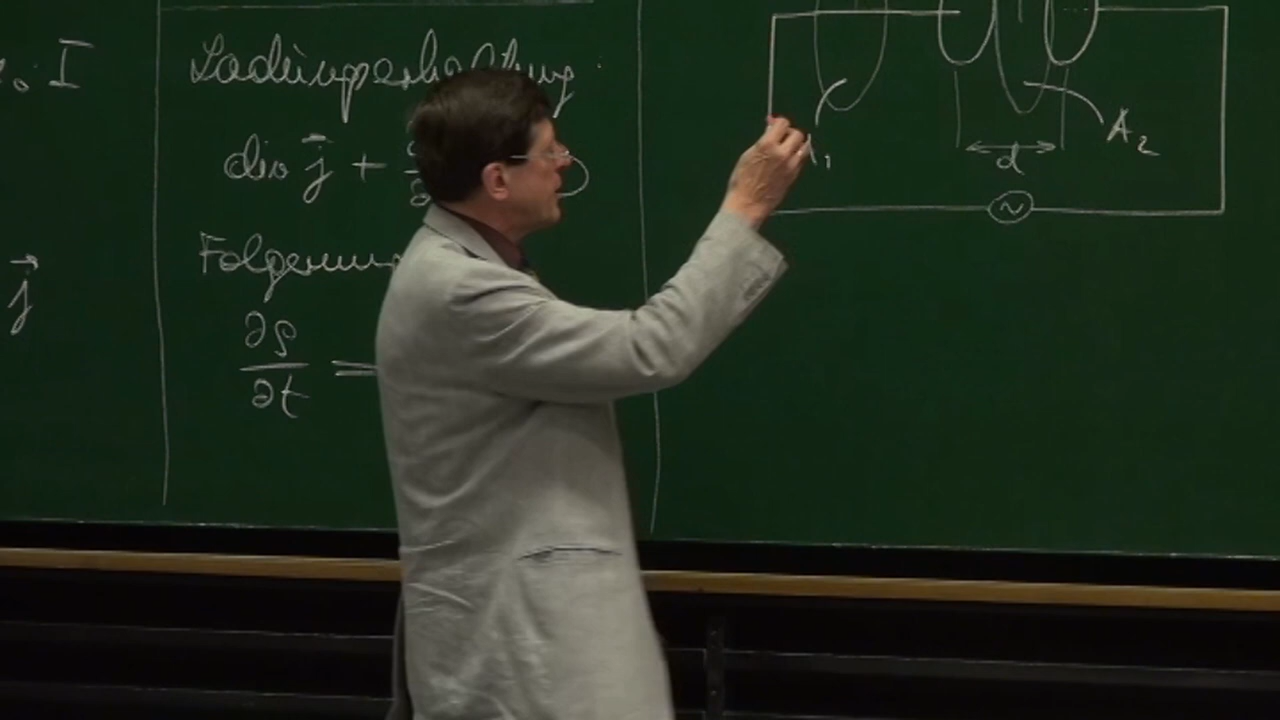 I
j⃗
Ladungserhaltung:
div j⃗ + ∂
Folgerung
∂ρ
∂t =
A₁
d
A₂
~